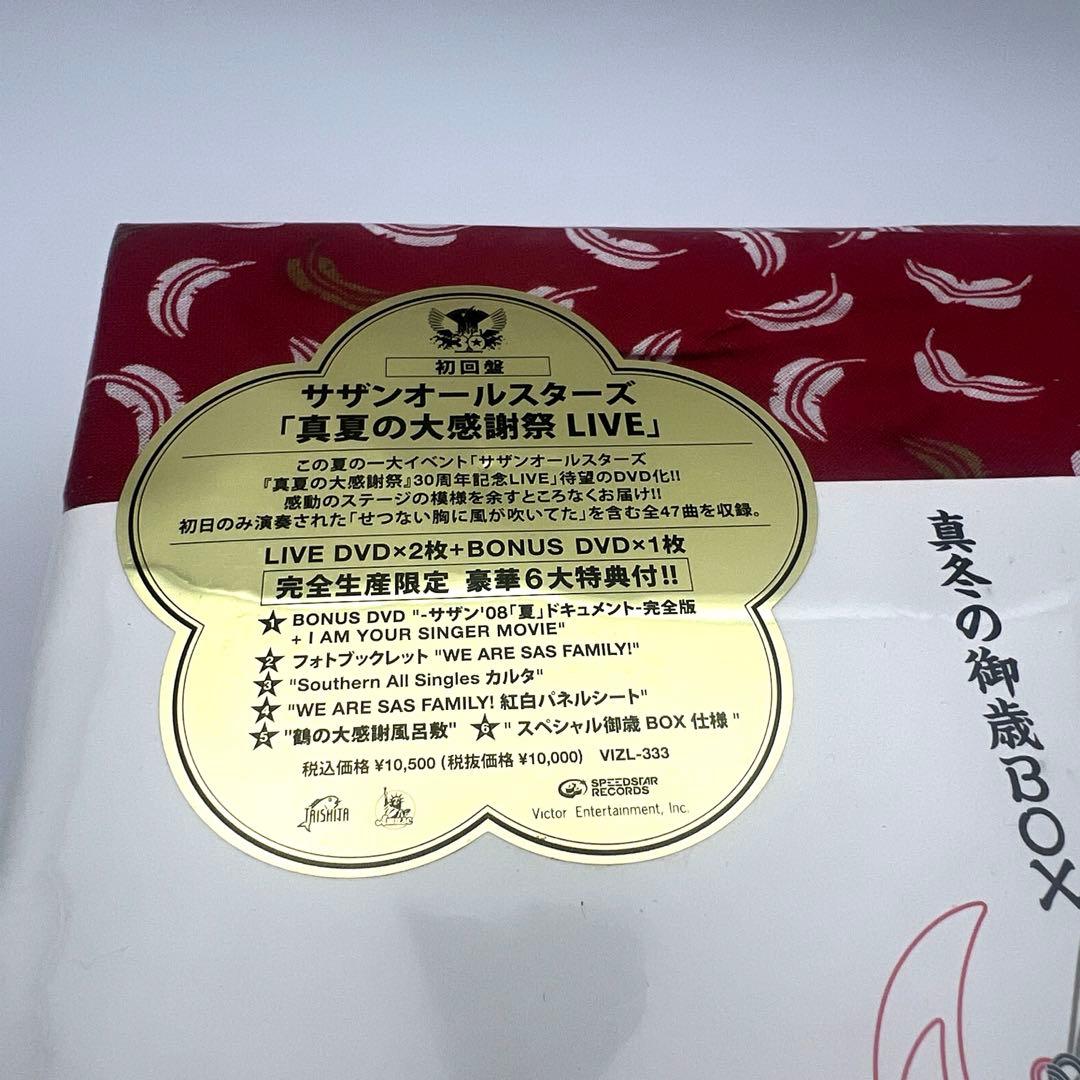 初回盤
サザンオールスターズ
「真夏の大感謝祭 LIVE」
この夏の一大イベント「サザンオールスターズ
『真夏の大感謝祭』30周年記念LIVE」待望のDVD化!!
感動のステージの模様を余すところなくお届け!!
初日のみ演奏された「せつない胸に風が吹いてた」を含む全47曲を収録。
LIVE DVD×2枚+BONUS DVD×1枚
完全生産限定 豪華6大特典付!!
1 BONUS DVD "-サザン'08「夏」ドキュメント-完全版
+ I AM YOUR SINGER MOVIE"
2 フォトブックレット "WE ARE SAS FAMILY!"
3 "Southern All Singles カルタ"
4 "WE ARE SAS FAMILY! 紅白パネルシート"
5 "鶴の大感謝風呂敷" 6 "スペシャル御歳BOX仕様"
税込価格 ¥10,500 (税抜価格 ¥10,000) VIZL-333
TAISHITA
SPEEDSTAR
RECORDS
Victor Entertainment, Inc.
真冬の御歳BOX